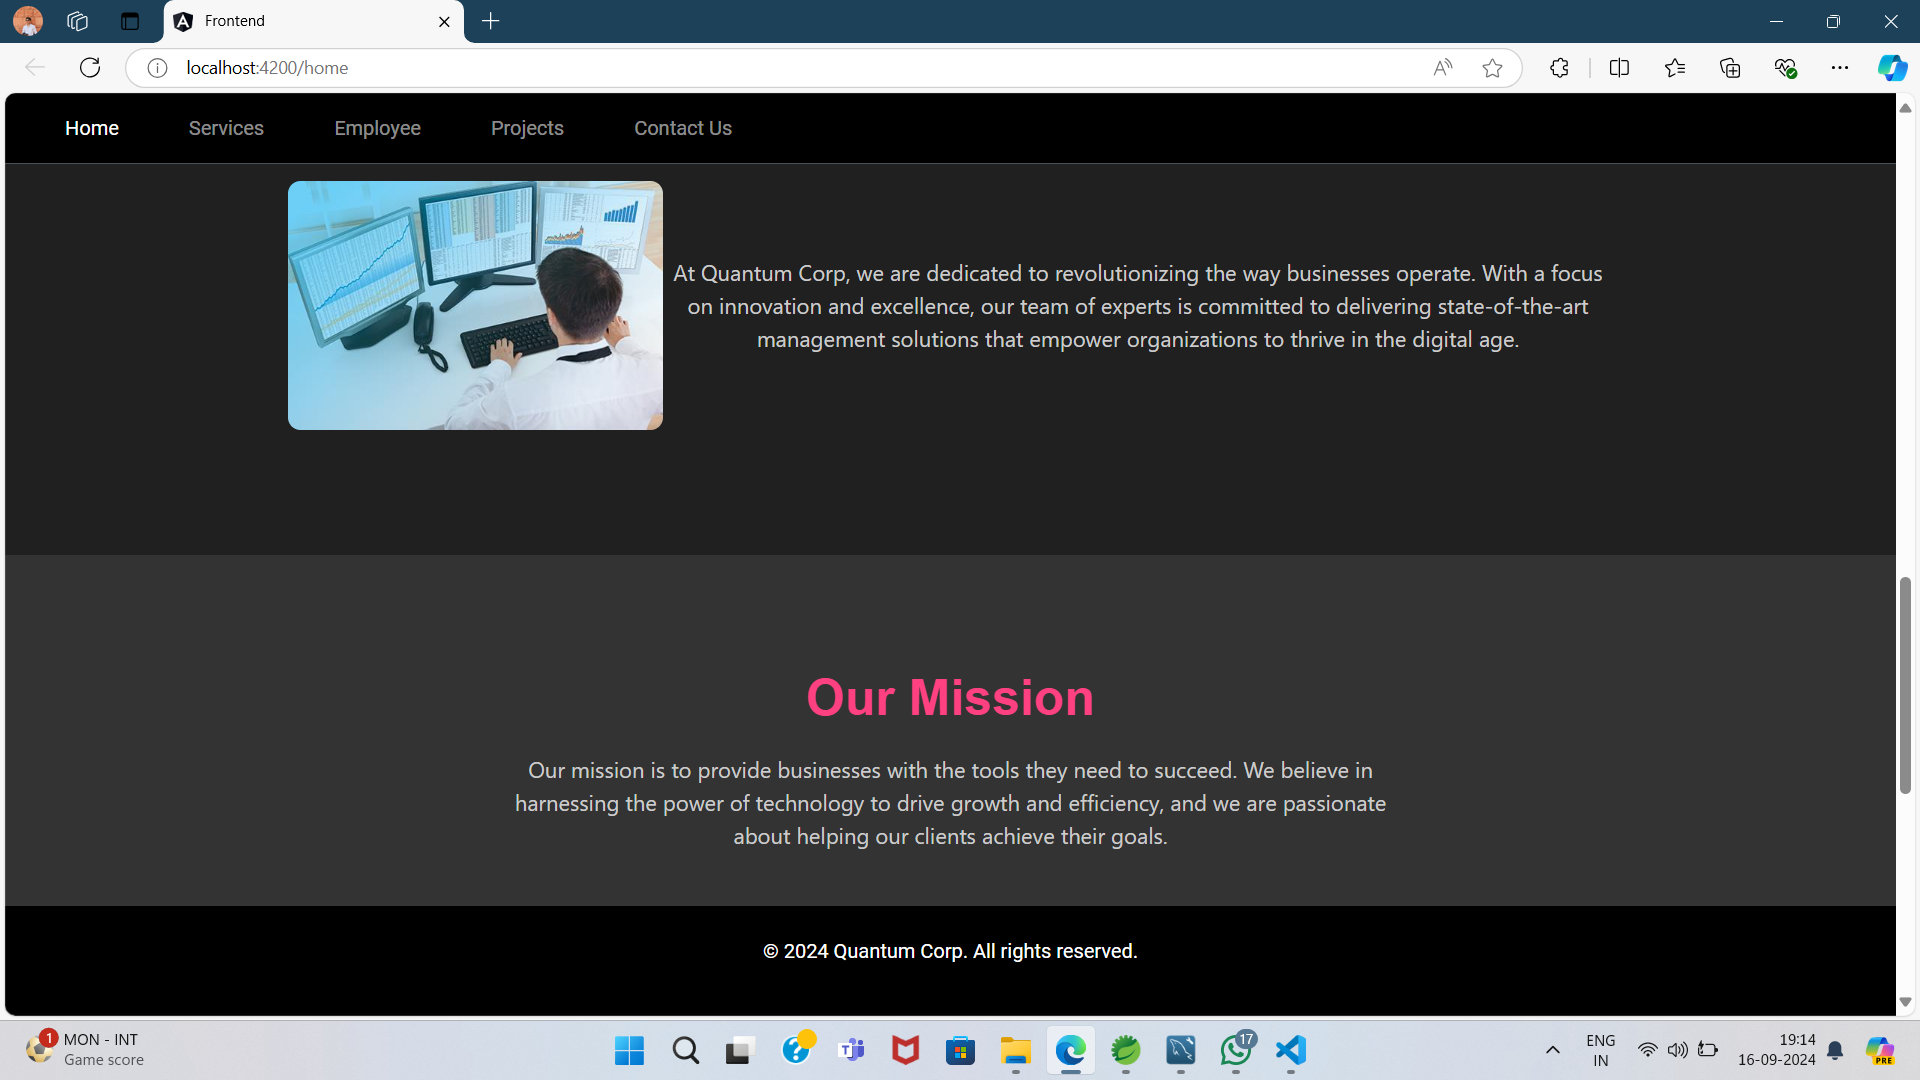 Frontend
localhost:4200/home
Home Services Employee Projects Contact Us
At Quantum Corp, we are dedicated to revolutionizing the way businesses operate. With a focus
on innovation and excellence, our team of experts is committed to delivering state-of-the-art
management solutions that empower organizations to thrive in the digital age.
Our Mission
Our mission is to provide businesses with the tools they need to succeed. We believe in
harnessing the power of technology to drive growth and efficiency, and we are passionate
about helping our clients achieve their goals.
© 2024 Quantum Corp. All rights reserved.
1
MON - INT
Game score
17
ENG
IN
19:14
16-09-2024
PRE